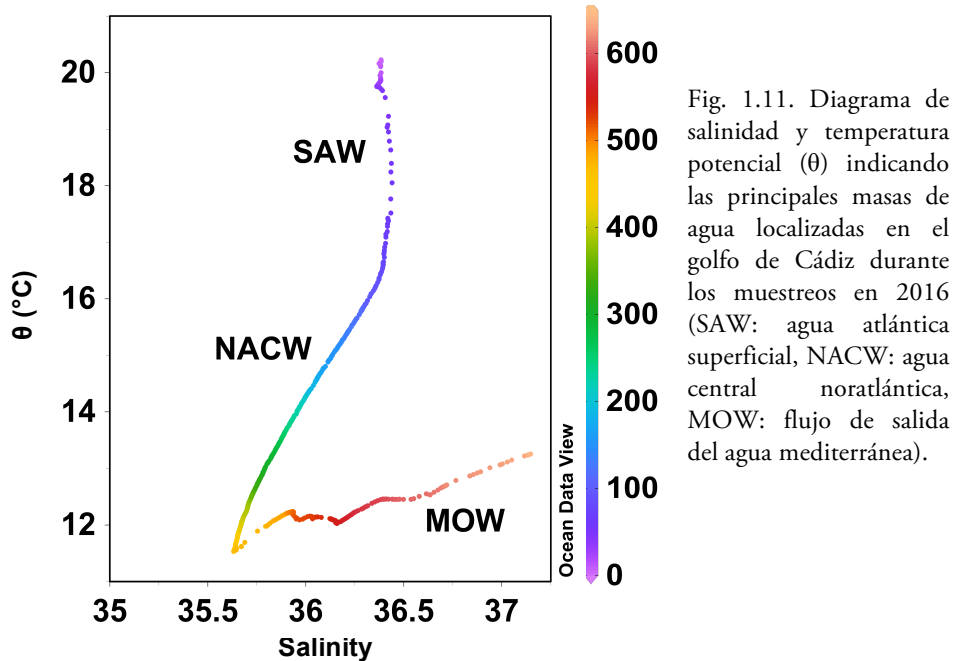 20
18
16
14
12
θ (°C)
SAW
NACW
MOW
35
35.5
36
36.5
37
Salinity
600
500
400
300
200
100
0
Ocean Data View
Fig. 1.11. Diagrama de
salinidad y temperatura
potencial (θ) indicando
las principales masas de
agua localizadas en el
golfo de Cádiz durante
los muestreos en 2016
(SAW: agua atlántica
superficial, NACW: agua
central noratlántica,
MOW: flujo de salida
del agua mediterránea).